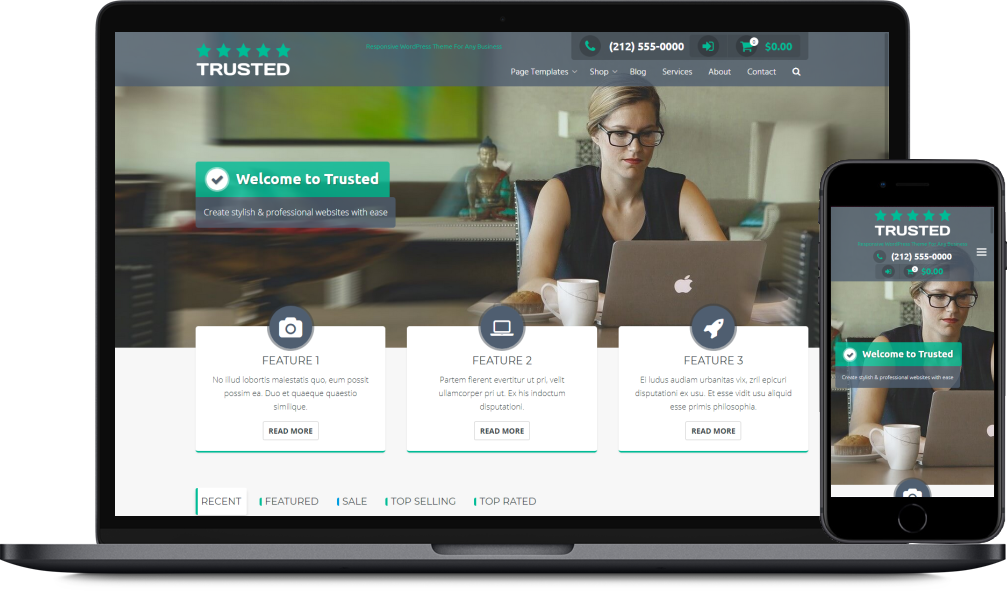 TRUSTED
Responsive WordPress Theme For Any Business
(212) 555-0000
0
$0.00
Page Templates
Shop
Blog
Services
About
Contact
Welcome to Trusted
Create stylish & professional websites with ease
FEATURE 1
No illud lobortis maiestatis quo, eum possit
possim ea. Duo et quaeque quaestio
similique.
READ MORE
FEATURE 2
Partem fierent evertitur ut pri, velit
ullamcorper pri ut. Ex his indoctum
disputationi.
READ MORE
FEATURE 3
Ei ludus audiam urbanitas vix, zril epicuri
disputationi ex usu. Et esse vidit usu aliquid
esse primis philosophia.
READ MORE
RECENT
FEATURED
SALE
TOP SELLING
TOP RATED
TRUSTED
Responsive WordPress Theme For Any Business
(212) 555-0000
0
$0.00
Welcome to Trusted
Create stylish & professional websites with ease